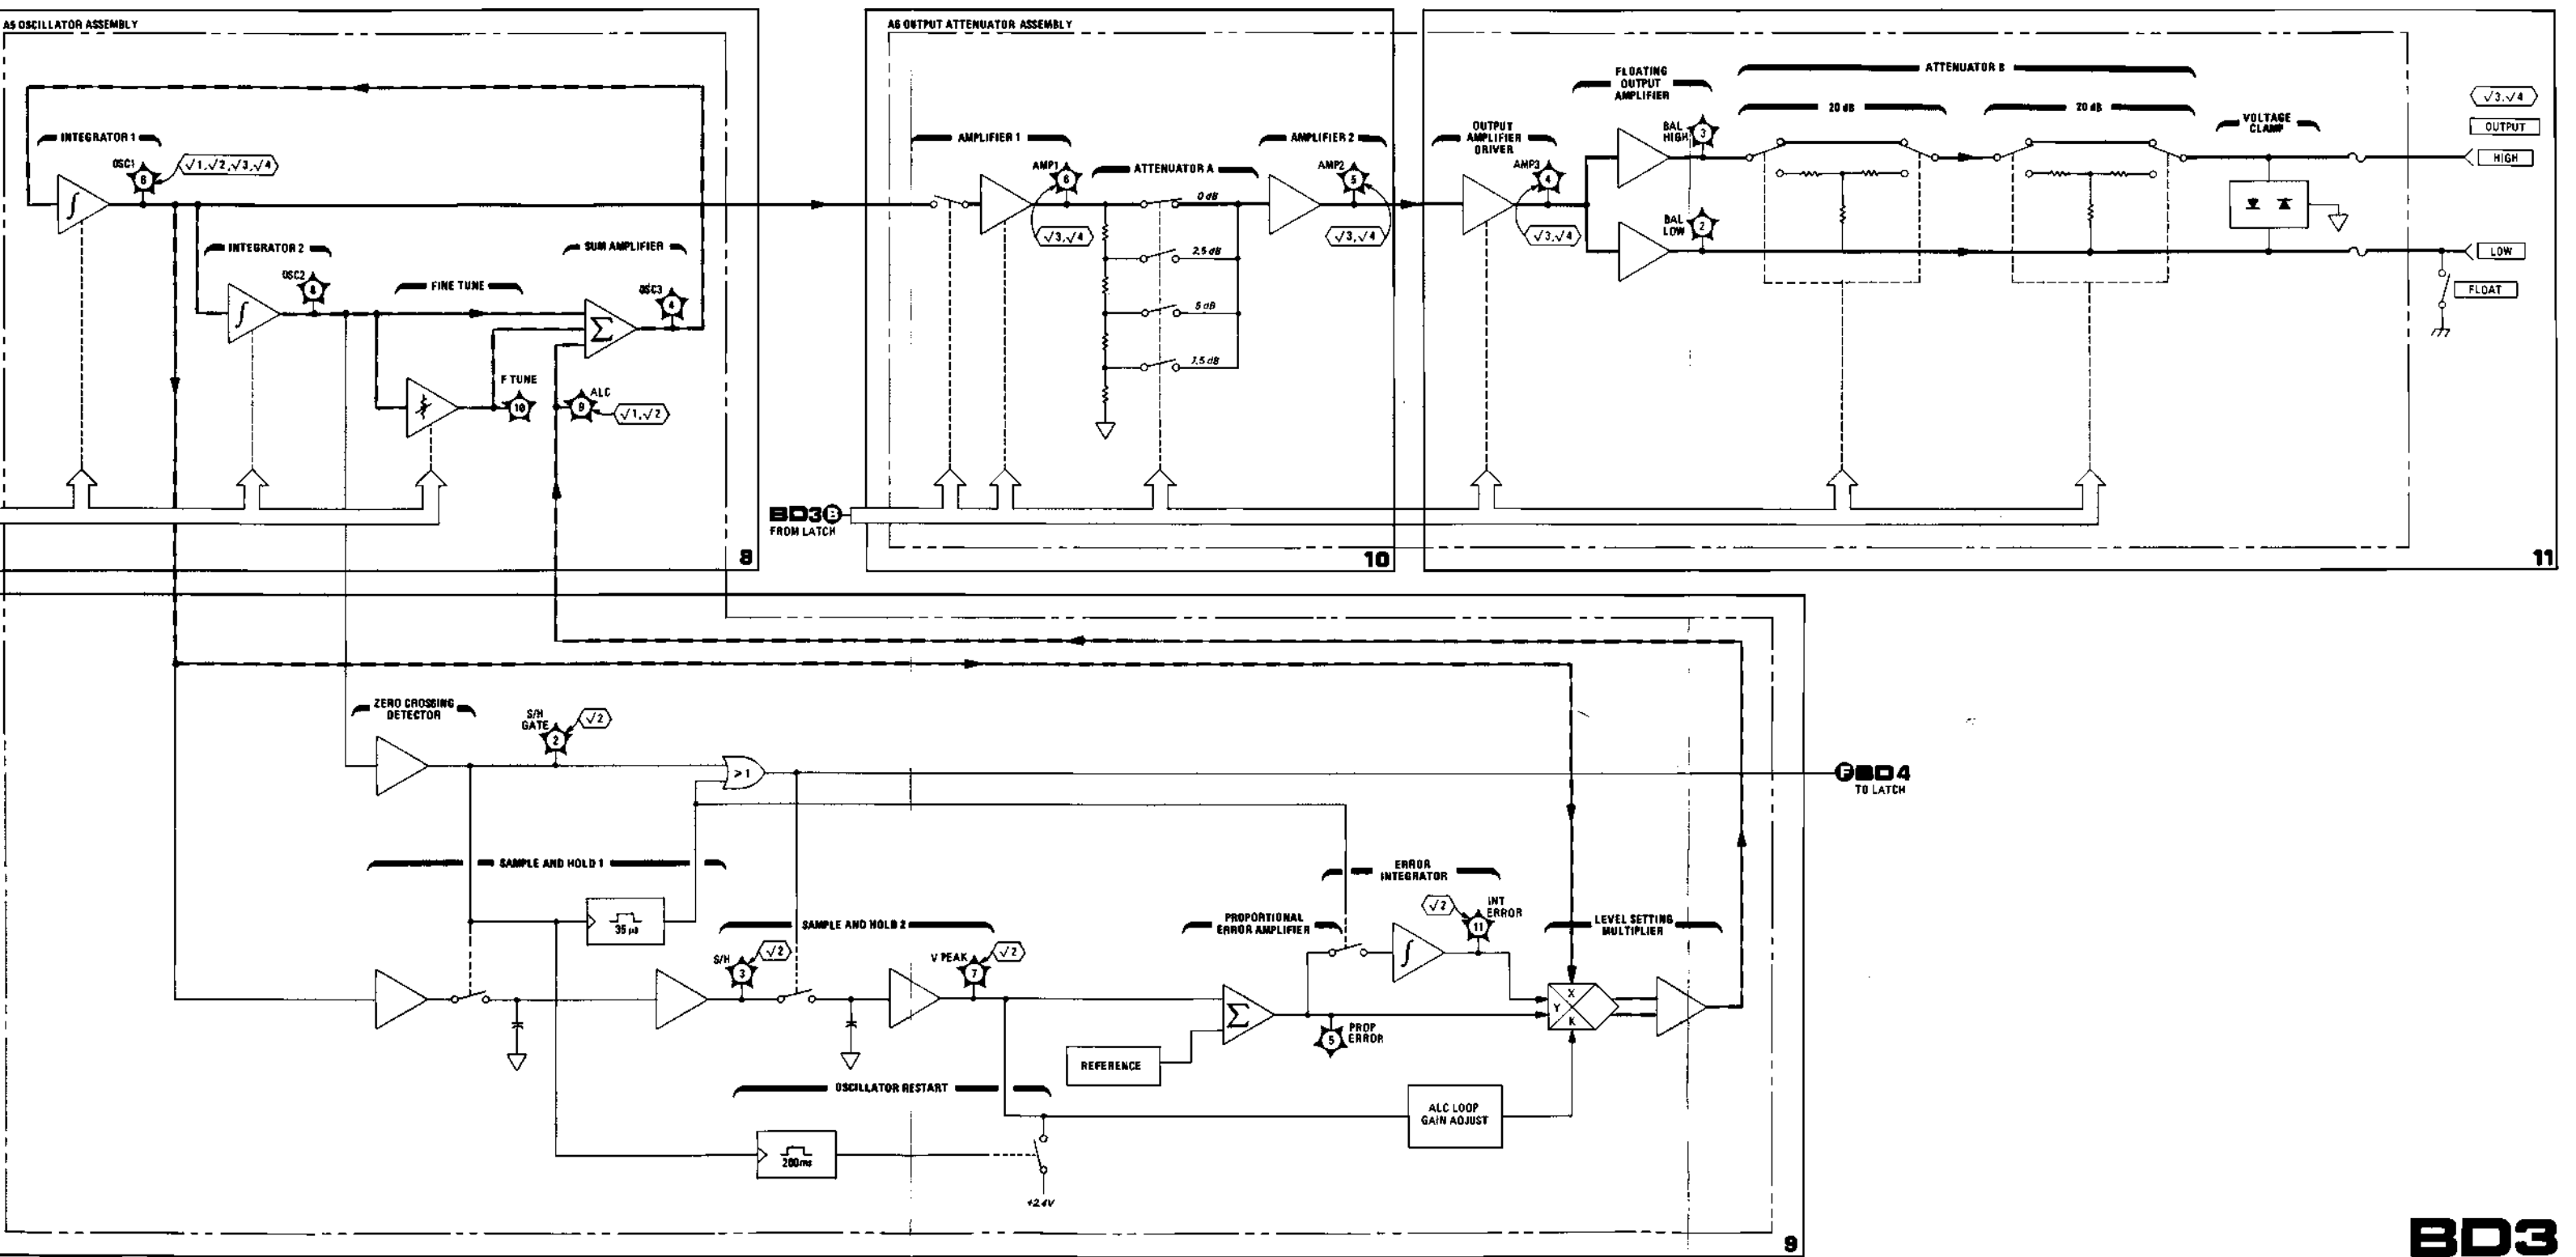 A5 OSCILLATOR ASSEMBLY
INTEGRATOR 1
OSC1
6
√1,√2,√3,√4
∫
INTEGRATOR 2
OSC2
∫
FINE TUNE
SUM AMPLIFIER
OSC3
4
Σ
F TUNE
10
ALC
9
√1,√2
8
A6 OUTPUT ATTENUATOR ASSEMBLY
AMPLIFIER 1
AMP1
6
√3,√4
ATTENUATOR A
0 dB
2.5 dB
5 dB
7.5 dB
AMPLIFIER 2
AMP2
5
√3,√4
BD3 B
FROM LATCH
10
OUTPUT
AMPLIFIER
DRIVER
AMP3
4
√3,√4
FLOATING
OUTPUT
AMPLIFIER
BAL
HIGH
3
BAL
LOW
2
ATTENUATOR B
20 dB
20 dB
VOLTAGE
CLAMP
√3,√4
OUTPUT
HIGH
LOW
FLOAT
11
ZERO CROSSING
DETECTOR
S/H
GATE
2
√2
>1
F BD4
TO LATCH
SAMPLE AND HOLD 1
35 µs
SAMPLE AND HOLD 2
S/H
3
√2
V PEAK
7
√2
PROPORTIONAL
ERROR AMPLIFIER
Σ
REFERENCE
PROP
ERROR
5
ERROR
INTEGRATOR
∫
√2
INT
ERROR
11
LEVEL SETTING
MULTIPLIER
X
Y
K
OSCILLATOR RESTART
200ms
+24V
ALC LOOP
GAIN ADJUST
9
BD3